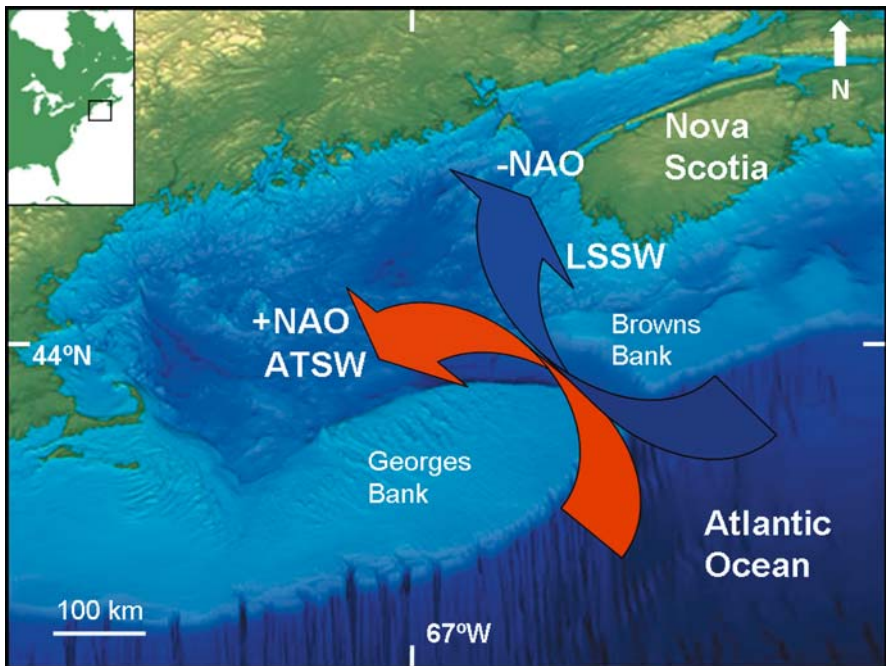 N
Nova
Scotia
-NAO
LSSW
+NAO
ATSW
Browns
Bank
44ºN
Georges
Bank
Atlantic
Ocean
100 km
67ºW